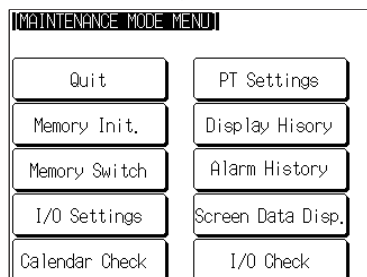 [MAINTENANCE MODE MENU]
Quit
PT Settings
Memory Init.
Display Hisory
Memory Switch
Alarm History
I/O Settings
Screen Data Disp.
Calendar Check
I/O Check